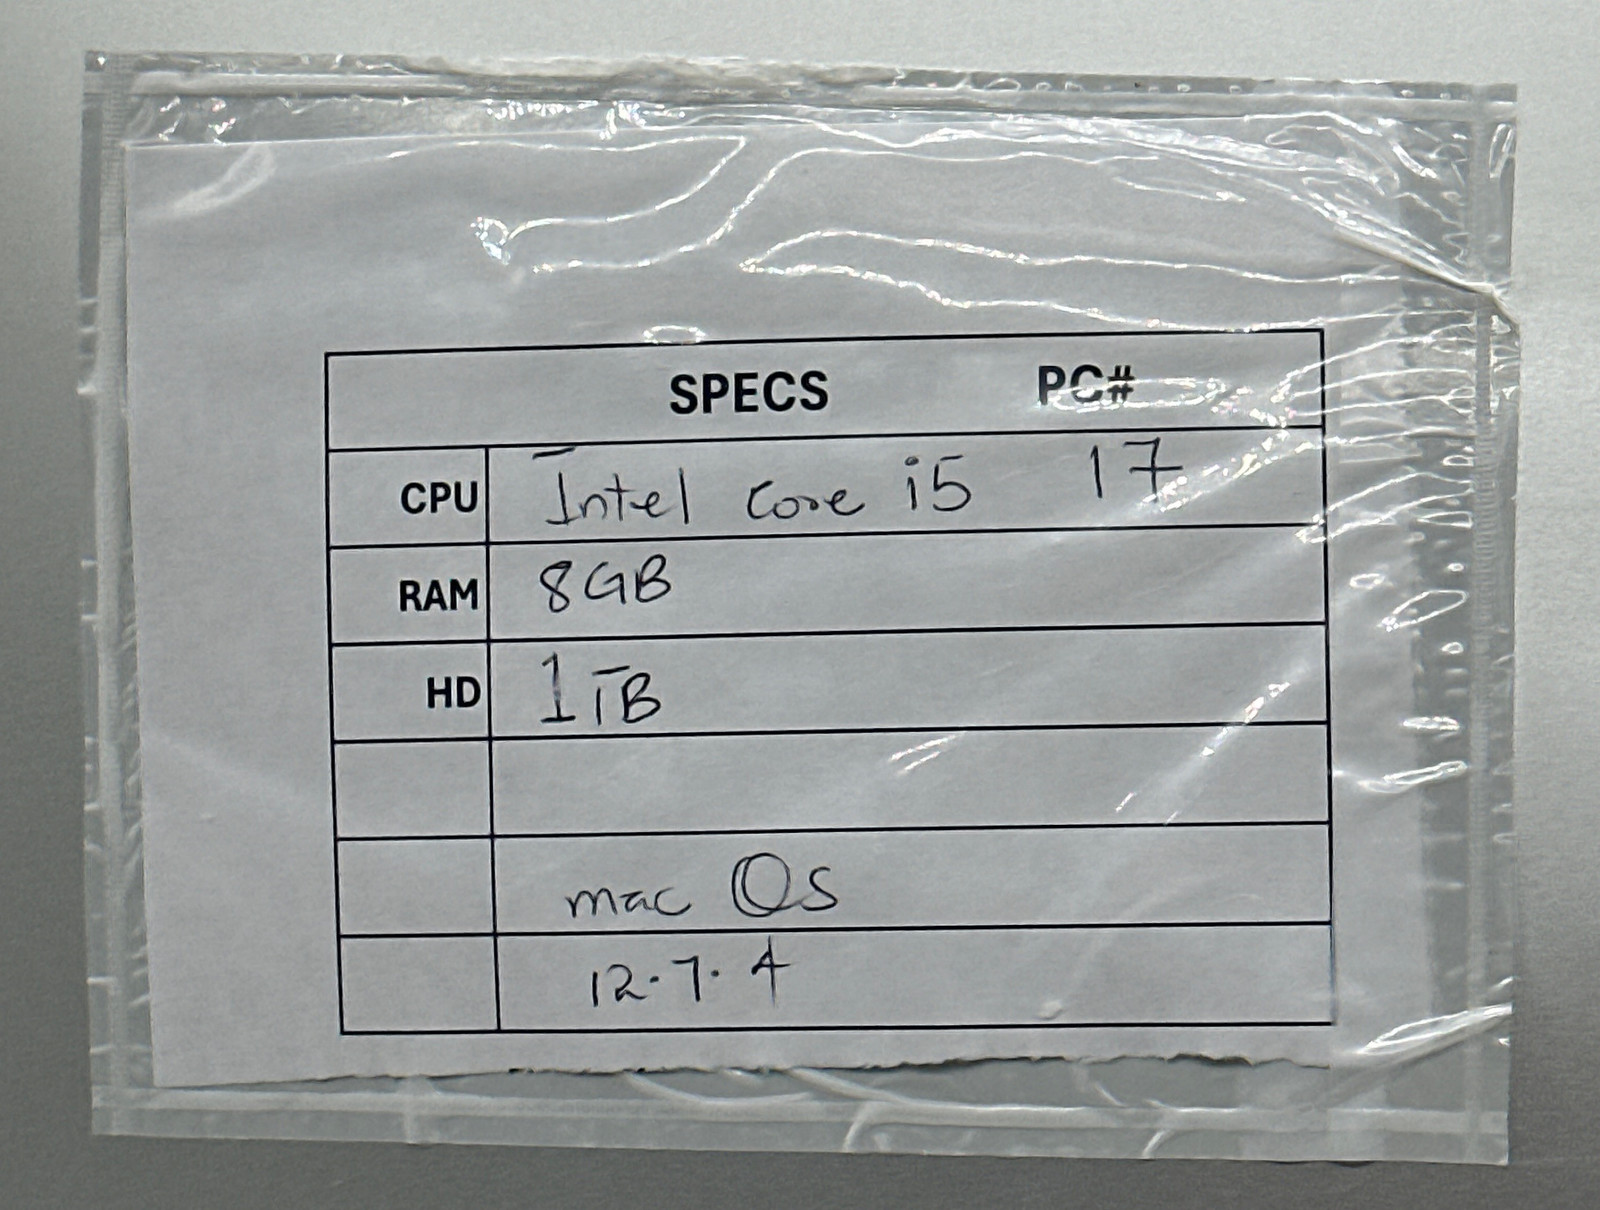 SPECS PC#
CPU Intel Core i5 17
RAM 8GB
HD 1TB
mac OS
12.7.4